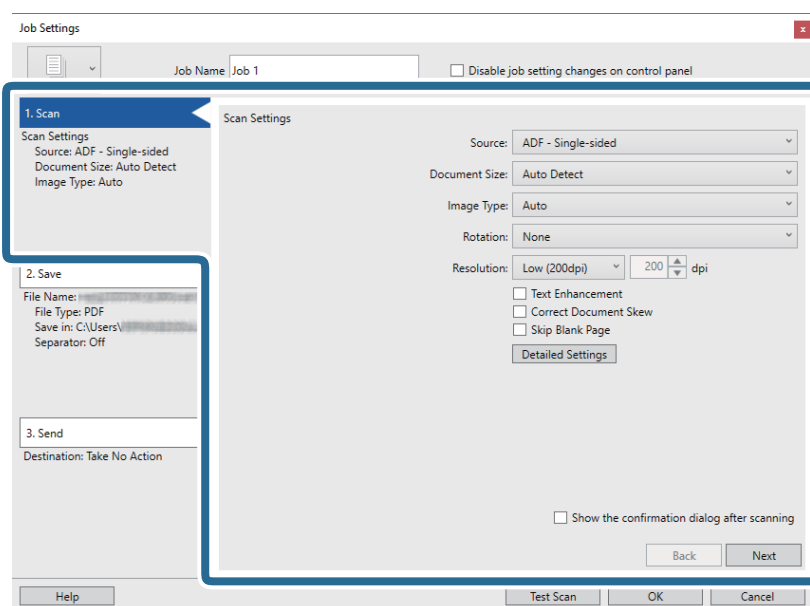 Job Settings
Job Name Job 1
Disable job setting changes on control panel
1. Scan
Scan Settings
Source: ADF - Single-sided
Document Size: Auto Detect
Image Type: Auto
2. Save
File Name:
File Type: PDF
Save in: C:\Users\
Separator: Off
3. Send
Destination: Take No Action
Scan Settings
Source: ADF - Single-sided
Document Size: Auto Detect
Image Type: Auto
Rotation: None
Resolution: Low (200dpi) 200 dpi
Text Enhancement
Correct Document Skew
Skip Blank Page
Detailed Settings
Show the confirmation dialog after scanning
Back Next
Help Test Scan OK Cancel